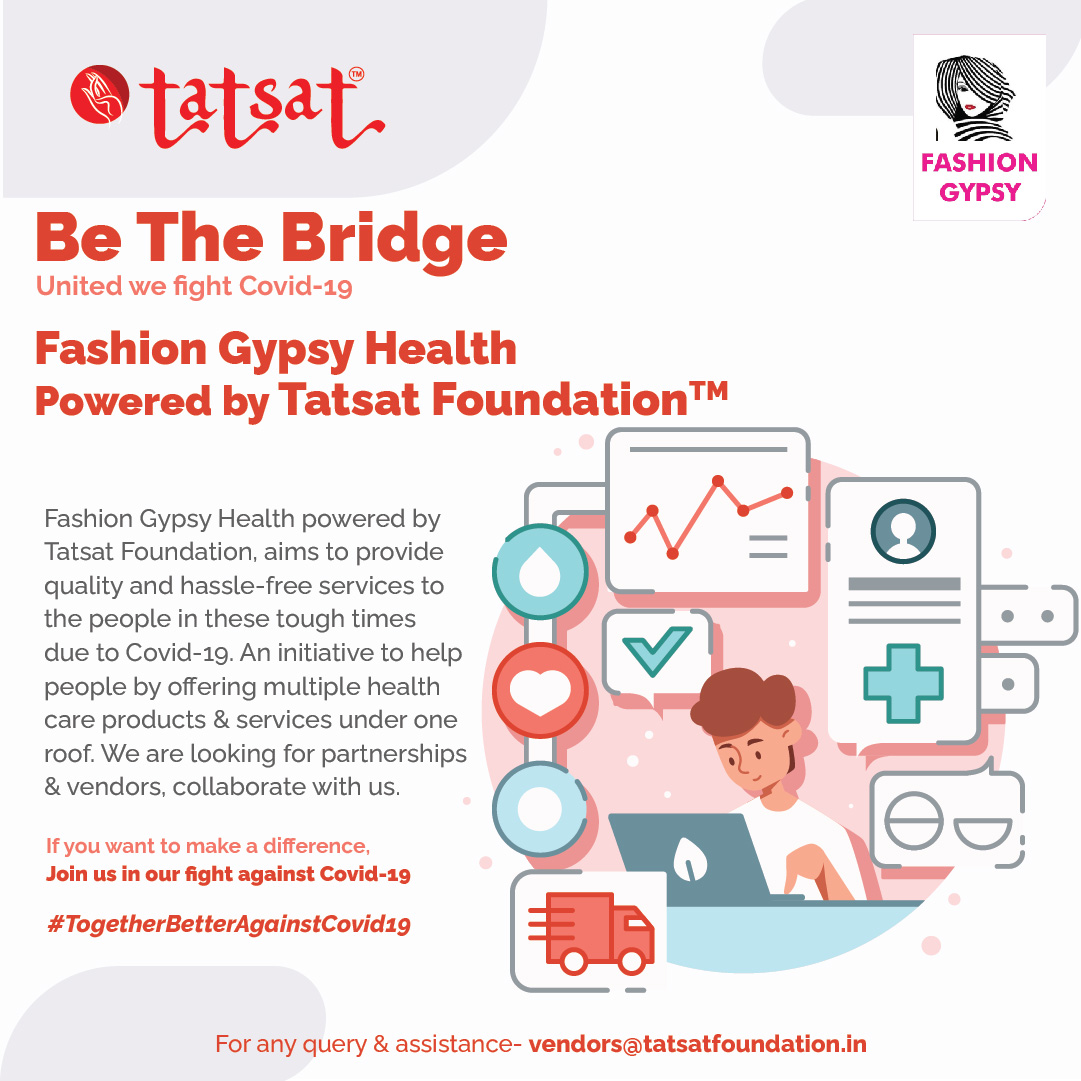 tatsat™
FASHION
GYPSY
Be The Bridge
United we fight Covid-19
Fashion Gypsy Health
Powered by Tatsat Foundation™
Fashion Gypsy Health powered by
Tatsat Foundation, aims to provide
quality and hassle-free services to
the people in these tough times
due to Covid-19. An initiative to help
people by offering multiple health
care products & services under one
roof. We are looking for partnerships
& vendors, collaborate with us.
If you want to make a difference,
Join us in our fight against Covid-19
#TogetherBetterAgainstCovid19
For any query & assistance- vendors@tatsatfoundation.in